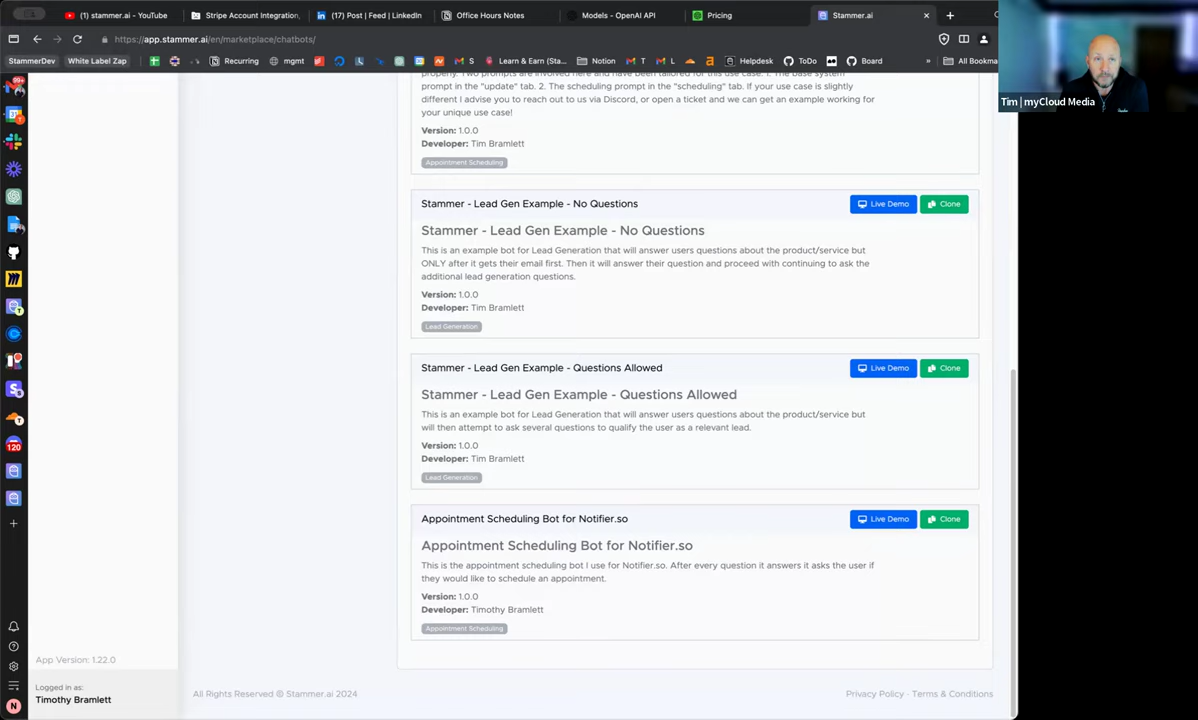 (1) stammer.ai - YouTube
Stripe Account Integration,
(17) Post | Feed | LinkedIn
Office Hours Notes
Models - OpenAI API
Pricing
Stammer.ai
https://app.stammer.ai/en/marketplace/chatbots/
StammerDev
White Label Zap
Recurring
mgmt
S
Learn & Earn (Sta...
Notion
T
L
Helpdesk
ToDo
Board
»
All Bookma
Tim | myCloud Media
99+
properly. Two prompts are involved here and have been tailored for this use case. 1. The base system
prompt in the "update" tab. 2. The scheduling prompt in the "scheduling" tab. If your use case is slightly
different I advise you to reach out to us via Discord, or open a ticket and we can get an example working for
your unique use case!
Version: 1.0.0
Developer: Tim Bramlett
Appointment Scheduling
Stammer - Lead Gen Example - No Questions
Live Demo
Clone
Stammer - Lead Gen Example - No Questions
This is an example bot for Lead Generation that will answer users questions about the product/service but
ONLY after it gets their email first. Then it will answer their question and proceed with continuing to ask the
additional lead generation questions.
Version: 1.0.0
Developer: Tim Bramlett
Lead Generation
Stammer - Lead Gen Example - Questions Allowed
Live Demo
Clone
Stammer - Lead Gen Example - Questions Allowed
This is an example bot for Lead Generation that will answer users questions about the product/service but
will then attempt to ask several questions to qualify the user as a relevant lead.
Version: 1.0.0
Developer: Tim Bramlett
Lead Generation
120
Appointment Scheduling Bot for Notifier.so
Live Demo
Clone
Appointment Scheduling Bot for Notifier.so
This is the appointment scheduling bot I use for Notifier.so. After every question it answers it asks the user if
they would like to schedule an appointment.
Version: 1.0.0
Developer: Timothy Bramlett
Appointment Scheduling
App Version: 1.22.0
Logged in as:
Timothy Bramlett
N
All Rights Reserved © Stammer.ai 2024
Privacy Policy · Terms & Conditions